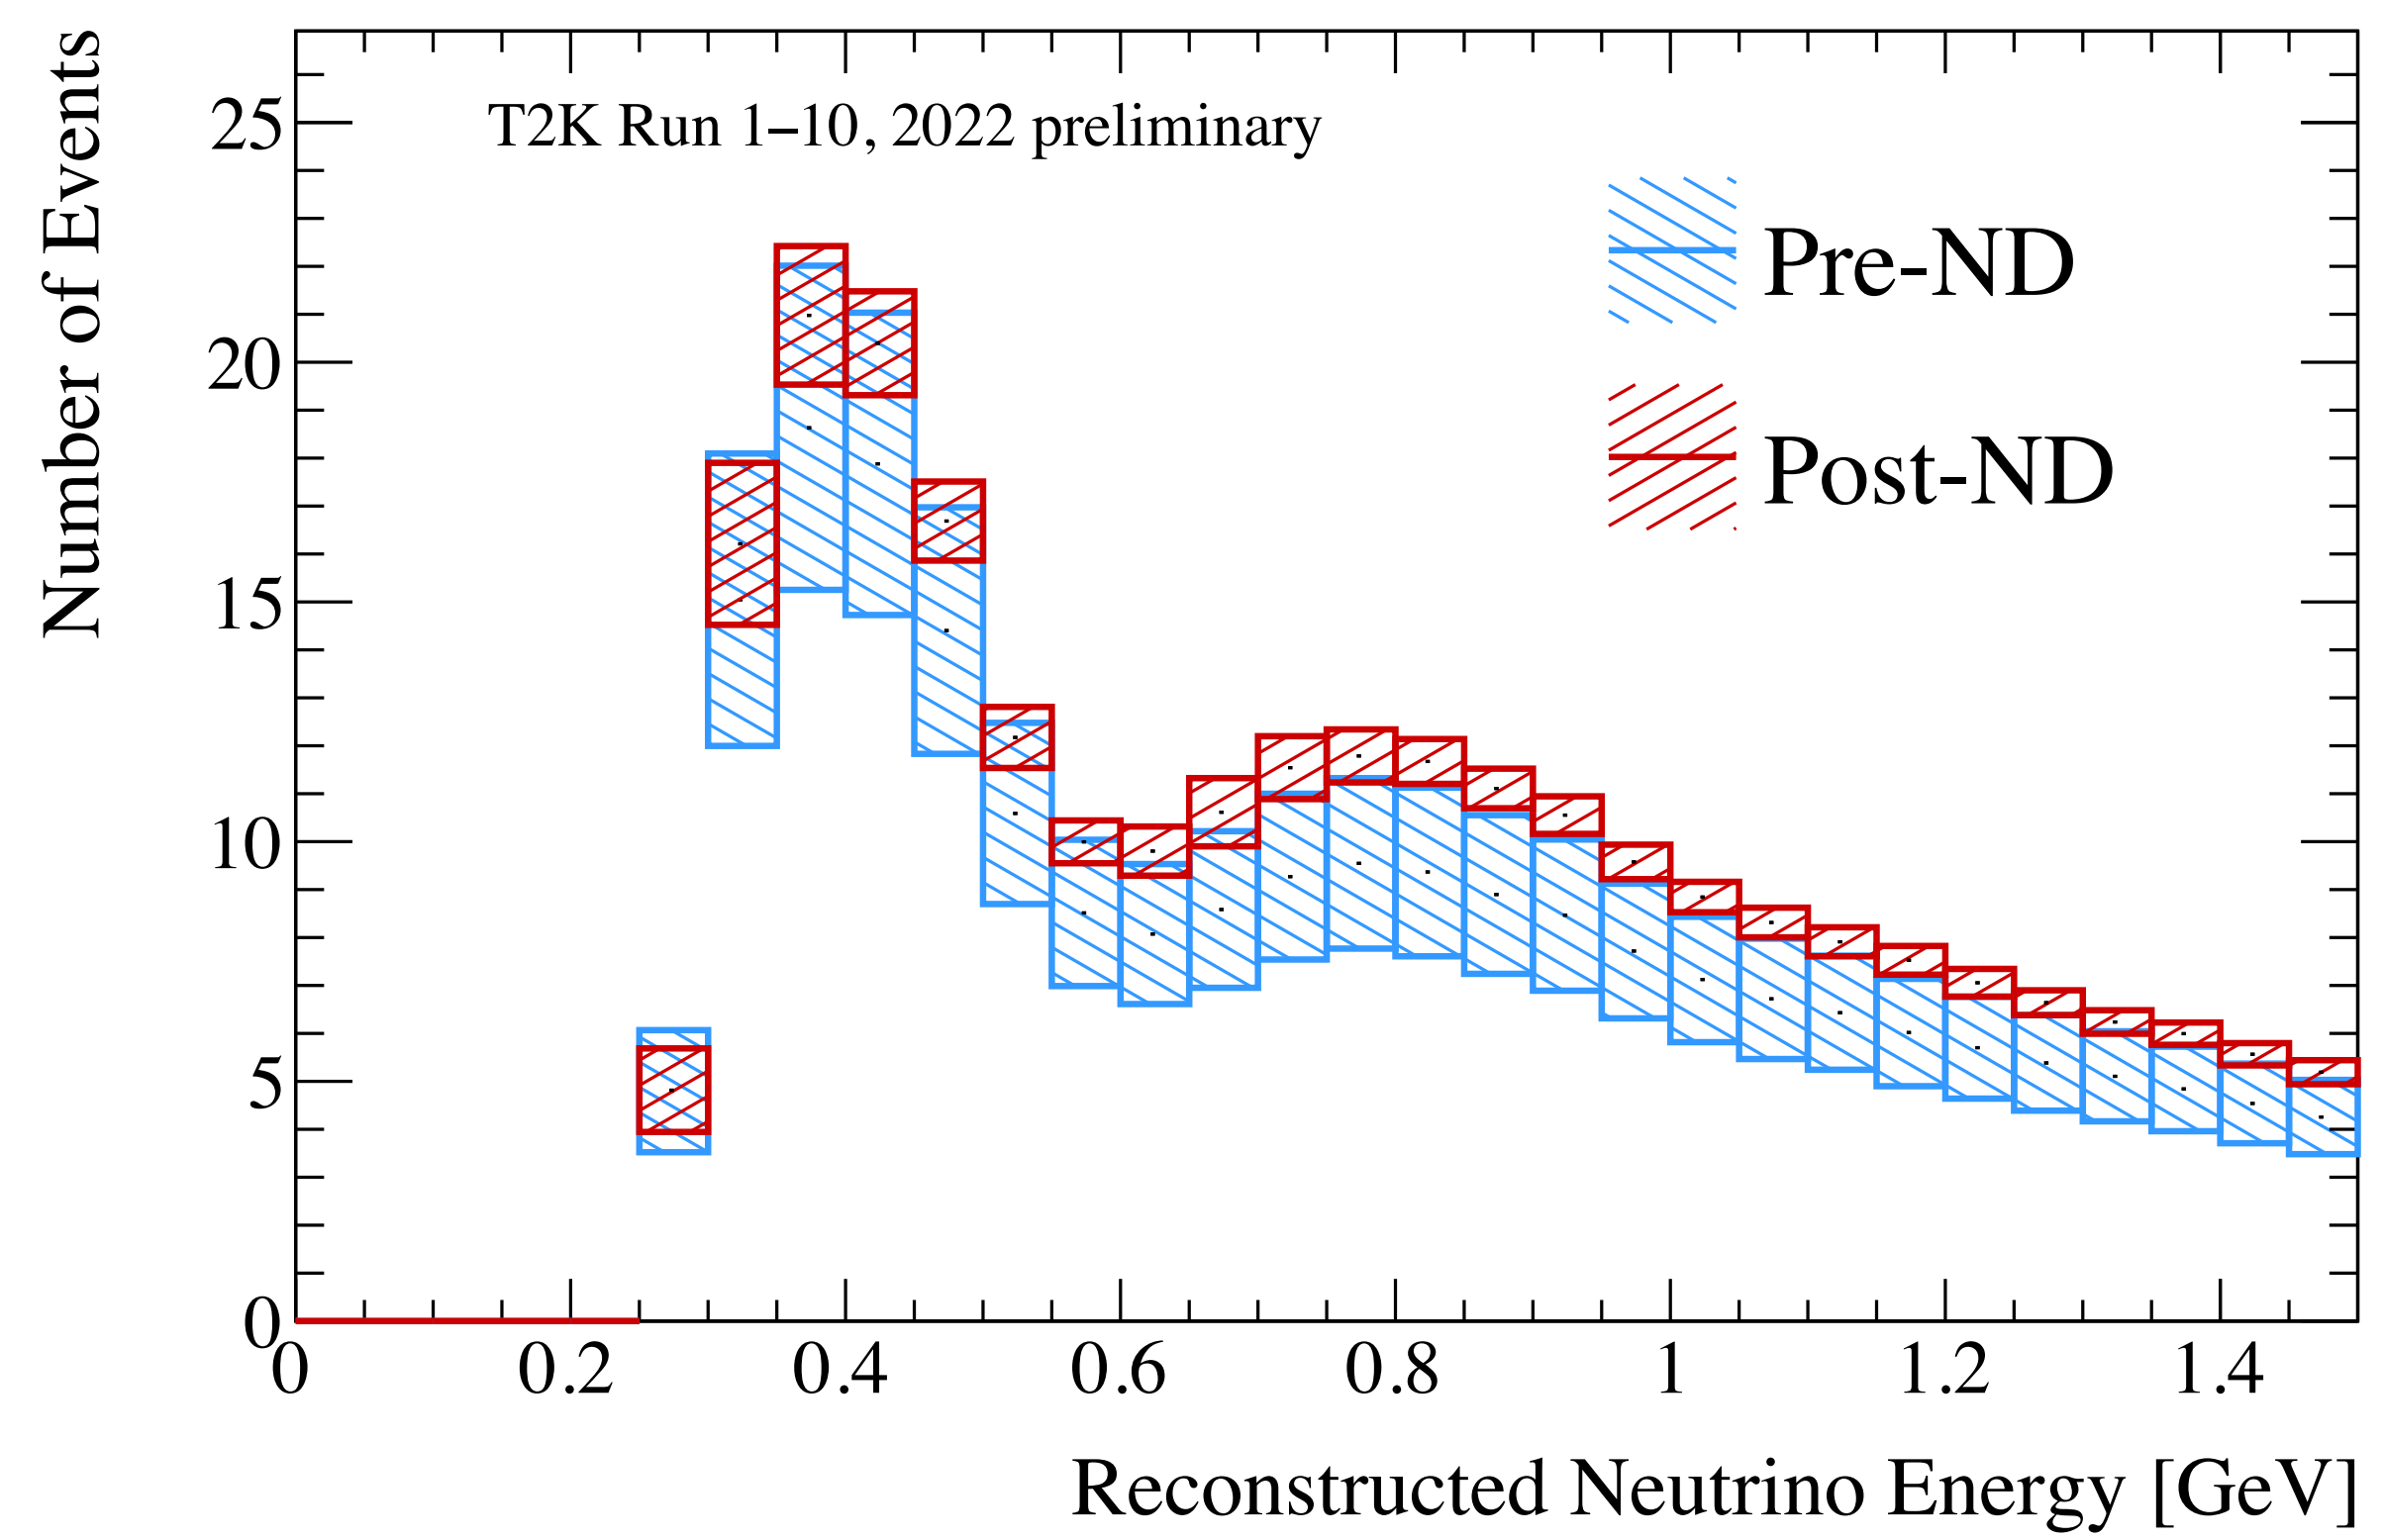 Number of Events
T2K Run 1–10, 2022 preliminary
Pre-ND
Post-ND
25
20
15
10
5
0
0 0.2 0.4 0.6 0.8 1 1.2 1.4
Reconstructed Neutrino Energy [GeV]